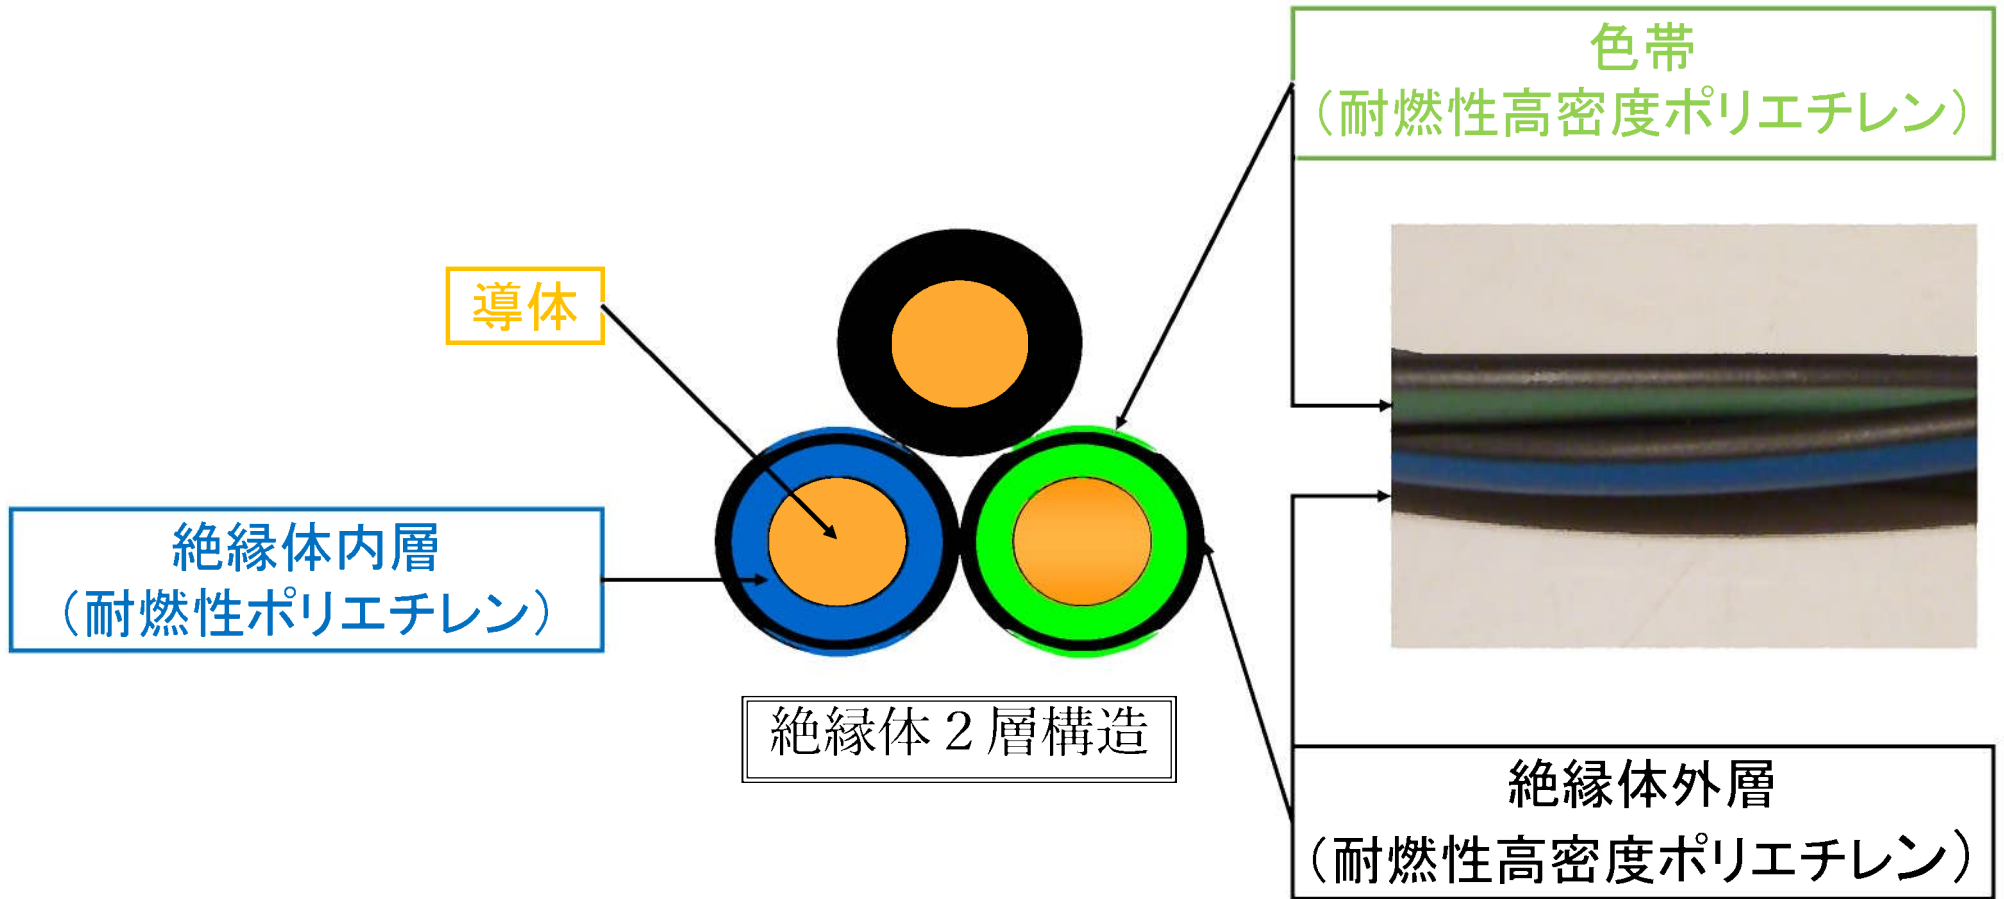 色帯
（耐燃性高密度ポリエチレン）
導体
絶縁体内層
（耐燃性ポリエチレン）
絶縁体２層構造
絶縁体外層
（耐燃性高密度ポリエチレン）